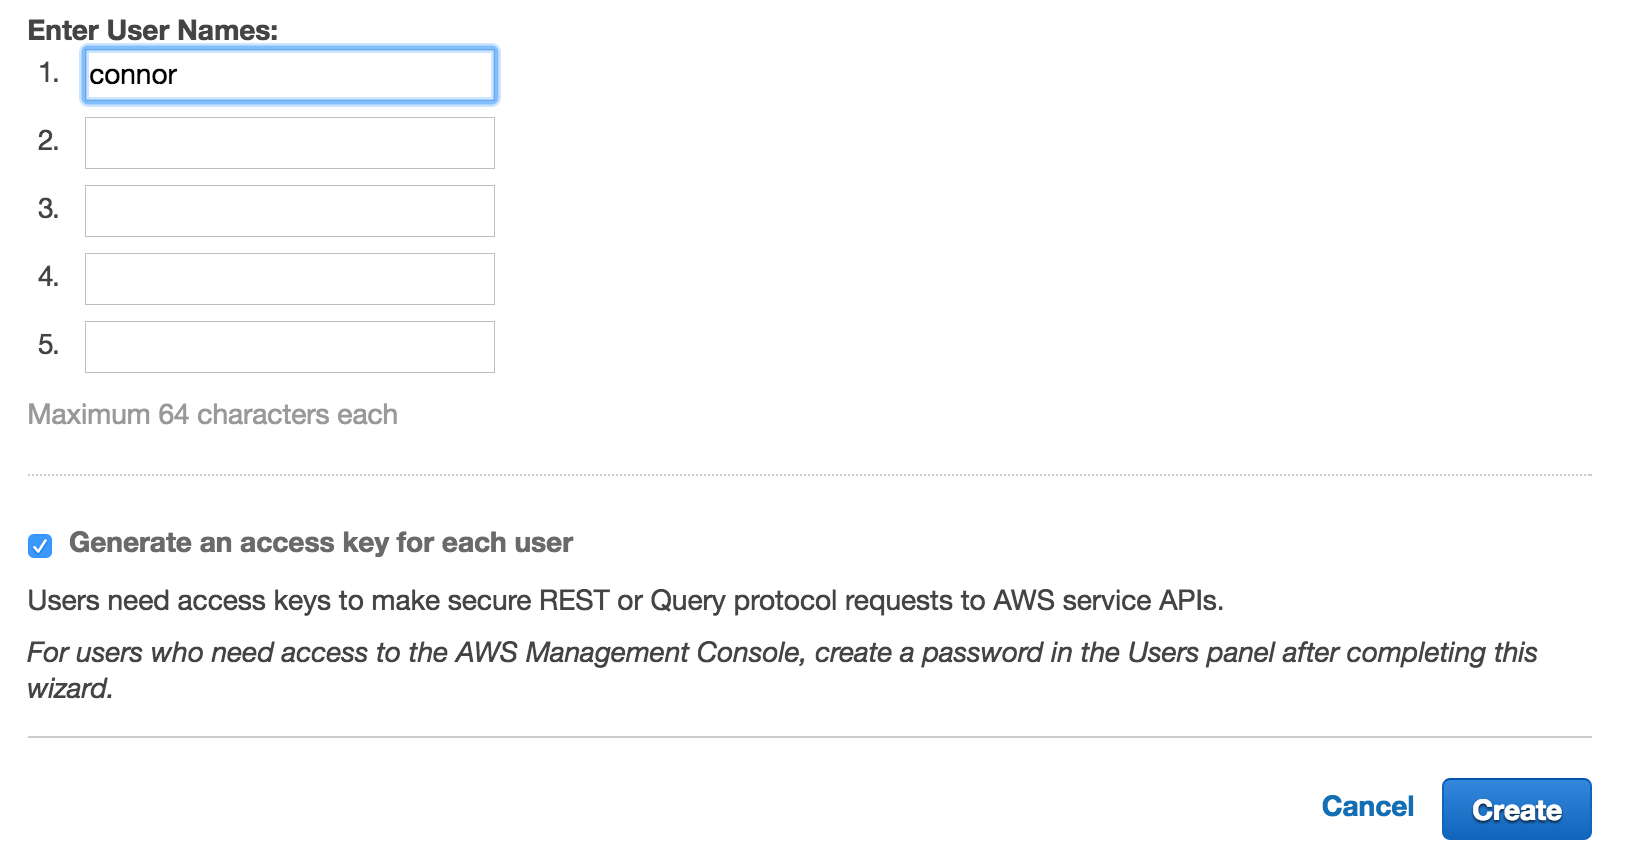 Enter User Names:
1. connor
2.
3.
4.
5.
Maximum 64 characters each
Generate an access key for each user
Users need access keys to make secure REST or Query protocol requests to AWS service APIs.
For users who need access to the AWS Management Console, create a password in the Users panel after completing this
wizard.
Cancel Create